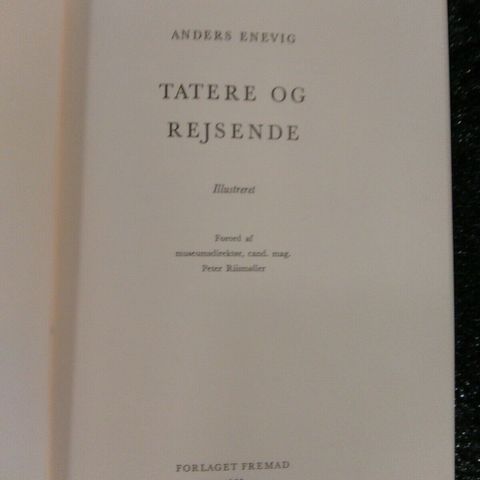 ANDERS ENEVIG
TATERE OG
REJSENDE
Illustreret
Forord af
museumsdirektør, cand. mag.
Peter Riismøller
FORLAGET FREMAD